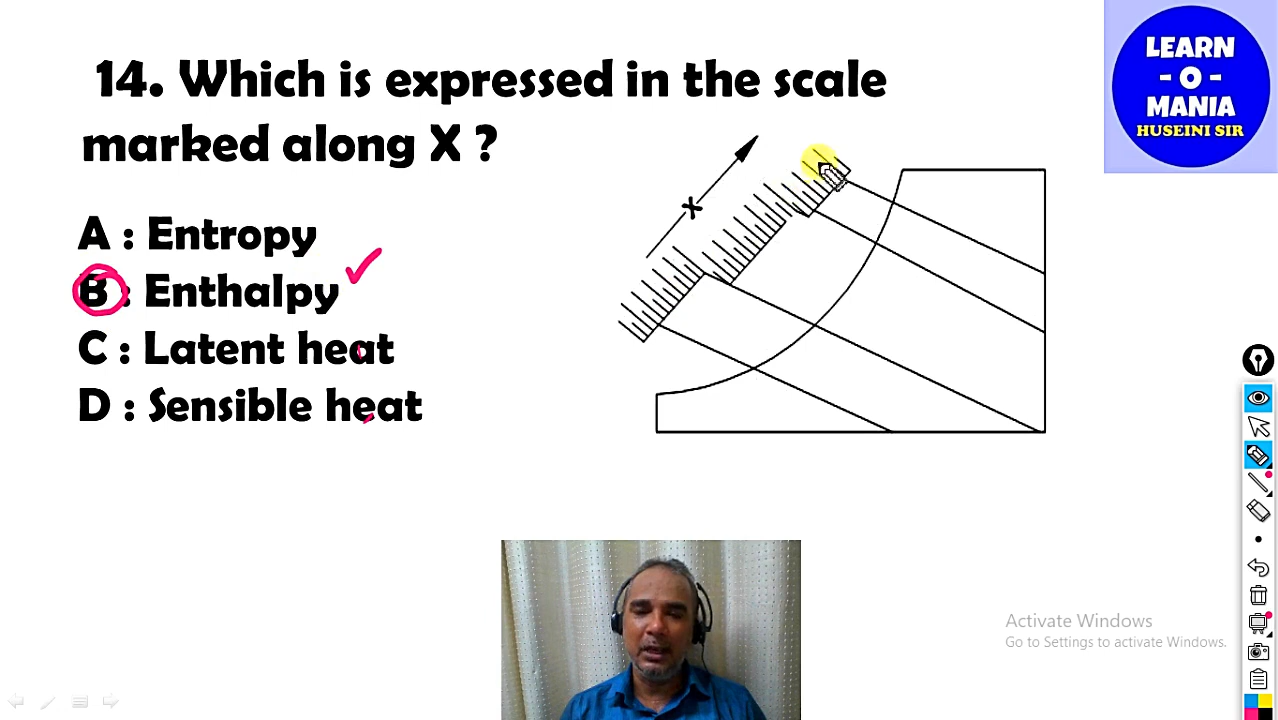 14. Which is expressed in the scale
marked along X ?
A : Entropy
B : Enthalpy
C : Latent heat
D : Sensible heat
X
LEARN
- O -
MANIA
HUSEINI SIR
Activate Windows
Go to Settings to activate Windows.